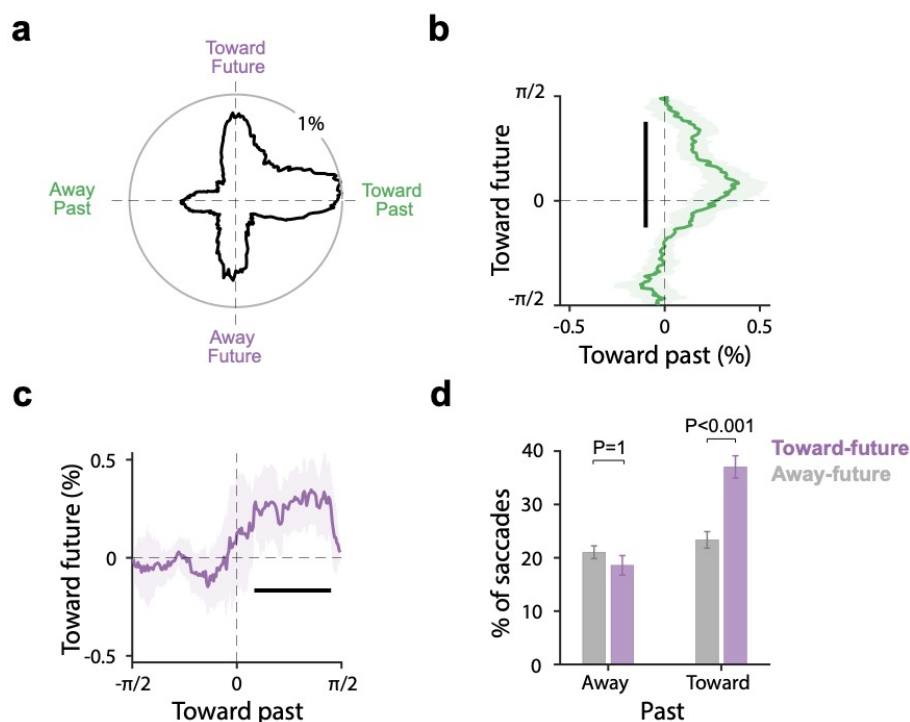 a
Toward
Future
1%
Away
Past
Toward
Past
Away
Future
b
π/2
0
-π/2
Toward future
-0.5
0
0.5
Toward past (%)
c
0.5
0
-0.5
Toward future (%)
-π/2
0
π/2
Toward past
d
P<0.001
P=1
Toward-future
Away-future
40
30
20
10
0
% of saccades
Away
Toward
Past